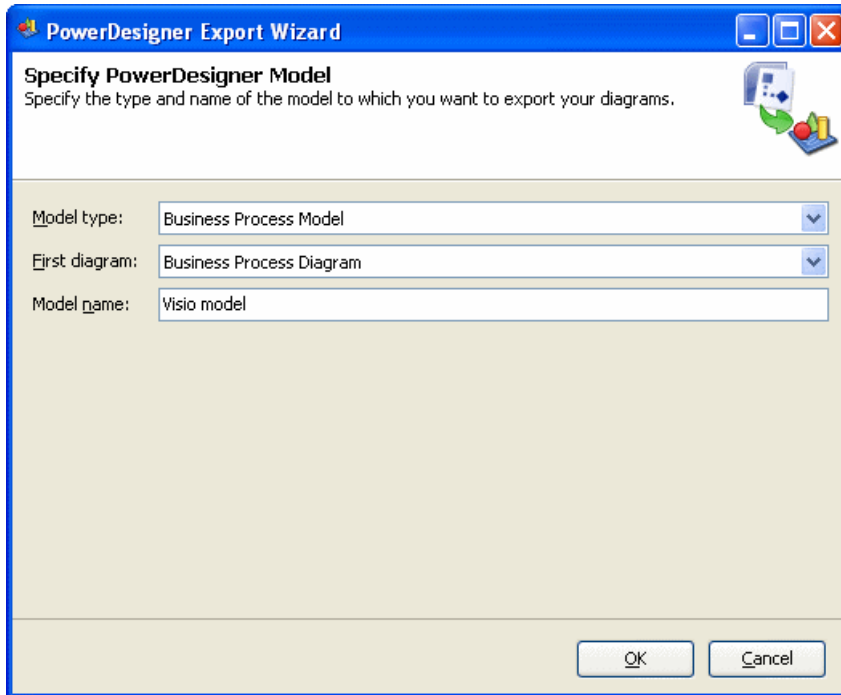 PowerDesigner Export Wizard
Specify PowerDesigner Model
Specify the type and name of the model to which you want to export your diagrams.
Model type: Business Process Model
First diagram: Business Process Diagram
Model name: Visio model
OK Cancel